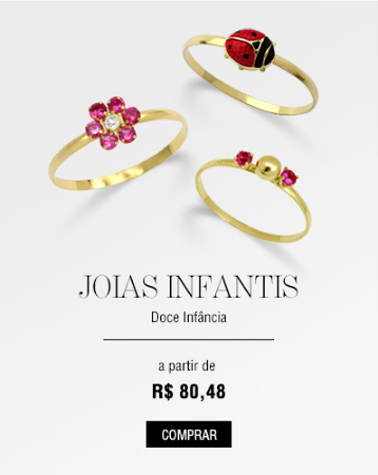 JOIAS INFANTIS
Doce Infância
a partir de
R$ 80,48
COMPRAR